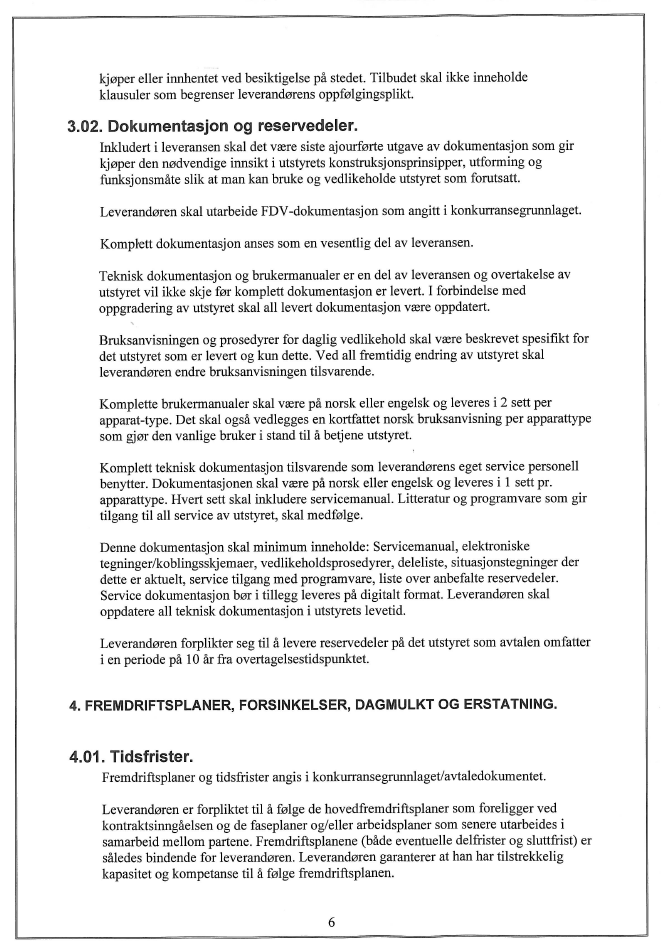 kjøper eller innhentet ved besiktigelse på stedet. Tilbudet skal ikke inneholde
klausuler som begrenser leverandørens oppfølgingsplikt.
3.02. Dokumentasjon og reservedeler.
Inkludert i leveransen skal det være siste ajourførte utgave av dokumentasjon som gir
kjøper den nødvendige innsikt i utstyrets konstruksjonsprinsipper, utforming og
funksjonsmåte slik at man kan bruke og vedlikeholde utstyret som forutsatt.
Leverandøren skal utarbeide FDV-dokumentasjon som angitt i konkurransegrunnlaget.
Komplett dokumentasjon anses som en vesentlig del av leveransen.
Teknisk dokumentasjon og brukermanualer er en del av leveransen og overtakelse av
utstyret vil ikke skje før komplett dokumentasjon er levert. I forbindelse med
oppgradering av utstyret skal all levert dokumentasjon være oppdatert.
Bruksanvisningen og prosedyrer for daglig vedlikehold skal være beskrevet spesifikt for
det utstyret som er levert og kun dette. Ved all fremtidig endring av utstyret skal
leverandøren endre bruksanvisningen tilsvarende.
Komplette brukermanualer skal være på norsk eller engelsk og leveres i 2 sett per
apparat-type. Det skal også vedlegges en kortfattet norsk bruksanvisning per apparattype
som gjør den vanlige bruker i stand til å betjene utstyret.
Komplett teknisk dokumentasjon tilsvarende som leverandørens eget service personell
benytter. Dokumentasjonen skal være på norsk eller engelsk og leveres i 1 sett pr.
apparattype. Hvert sett skal inkludere servicemanual. Litteratur og programvare som gir
tilgang til all service av utstyret, skal medfølge.
Denne dokumentasjon skal minimum inneholde: Servicemanual, elektroniske
tegninger/koblingsskjemaer, vedlikeholdsprosedyrer, deleliste, situasjonstegninger der
dette er aktuelt, service tilgang med programvare, liste over anbefalte reservedeler.
Service dokumentasjon bør i tillegg leveres på digitalt format. Leverandøren skal
oppdatere all teknisk dokumentasjon i utstyrets levetid.
Leverandøren forplikter seg til å levere reservedeler på det utstyret som avtalen omfatter
i en periode på 10 år fra overtagelsestidspunktet.
4. FREMDRIFTSPLANER, FORSINKELSER, DAGMULKT OG ERSTATNING.
4.01. Tidsfrister.
Fremdriftsplaner og tidsfrister angis i konkurransegrunnlaget/avtaledokumentet.
Leverandøren er forpliktet til å følge de hovedfremdriftsplaner som foreligger ved
kontraktsinngåelsen og de faseplaner og/eller arbeidsplaner som senere utarbeides i
samarbeid mellom partene. Fremdriftsplanene (både eventuelle delfrister og sluttfrist) er
således bindende for leverandøren. Leverandøren garanterer at han har tilstrekkelig
kapasitet og kompetanse til å følge fremdriftsplanen.
6